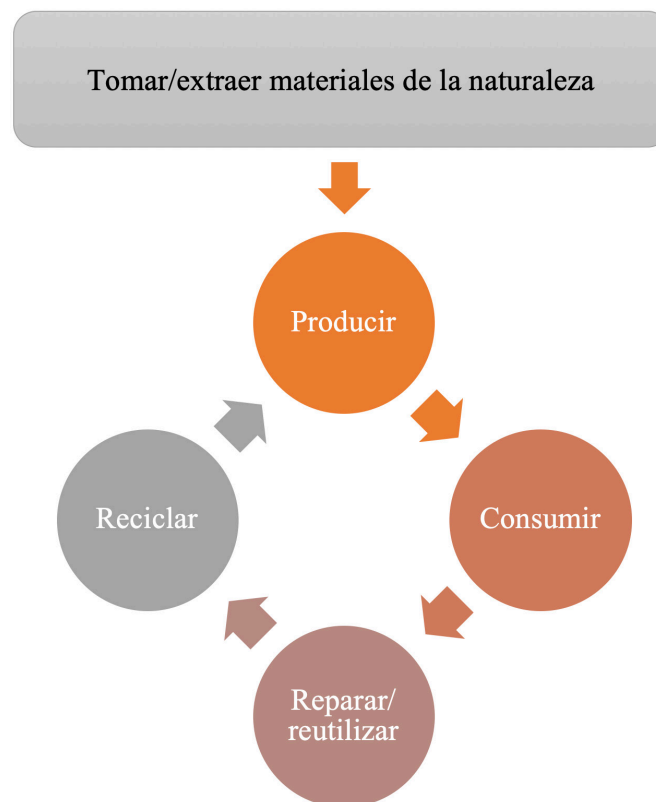 Tomar/extraer materiales de la naturaleza
Producir
Consumir
Reparar/
reutilizar
Reciclar